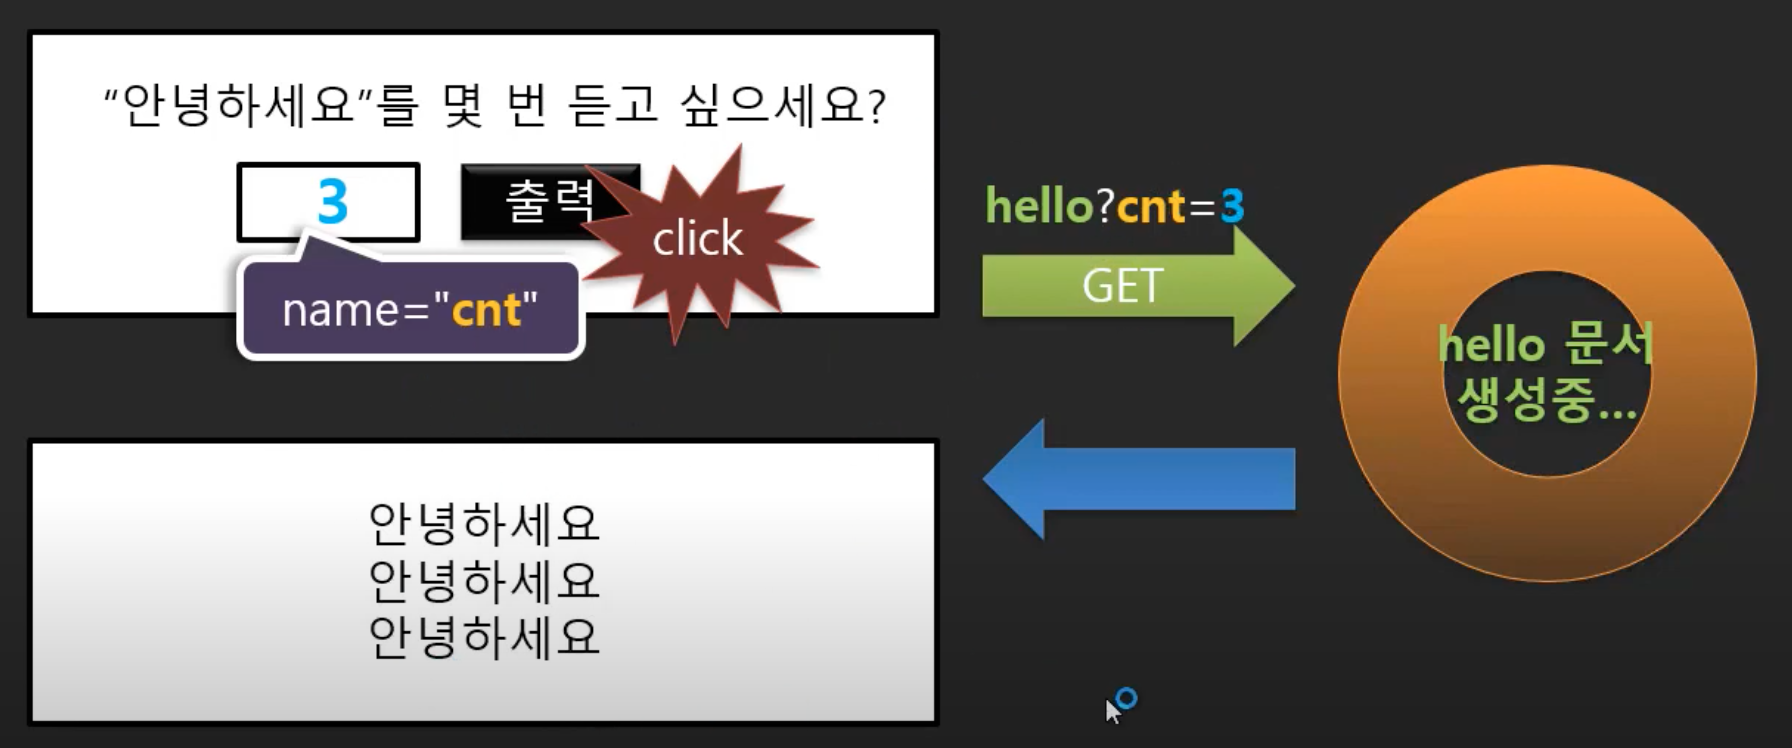 “안녕하세요”를 몇 번 듣고 싶으세요?
3
출력
click
name="cnt"
hello?cnt=3
GET
hello 문서
생성중...
안녕하세요
안녕하세요
안녕하세요